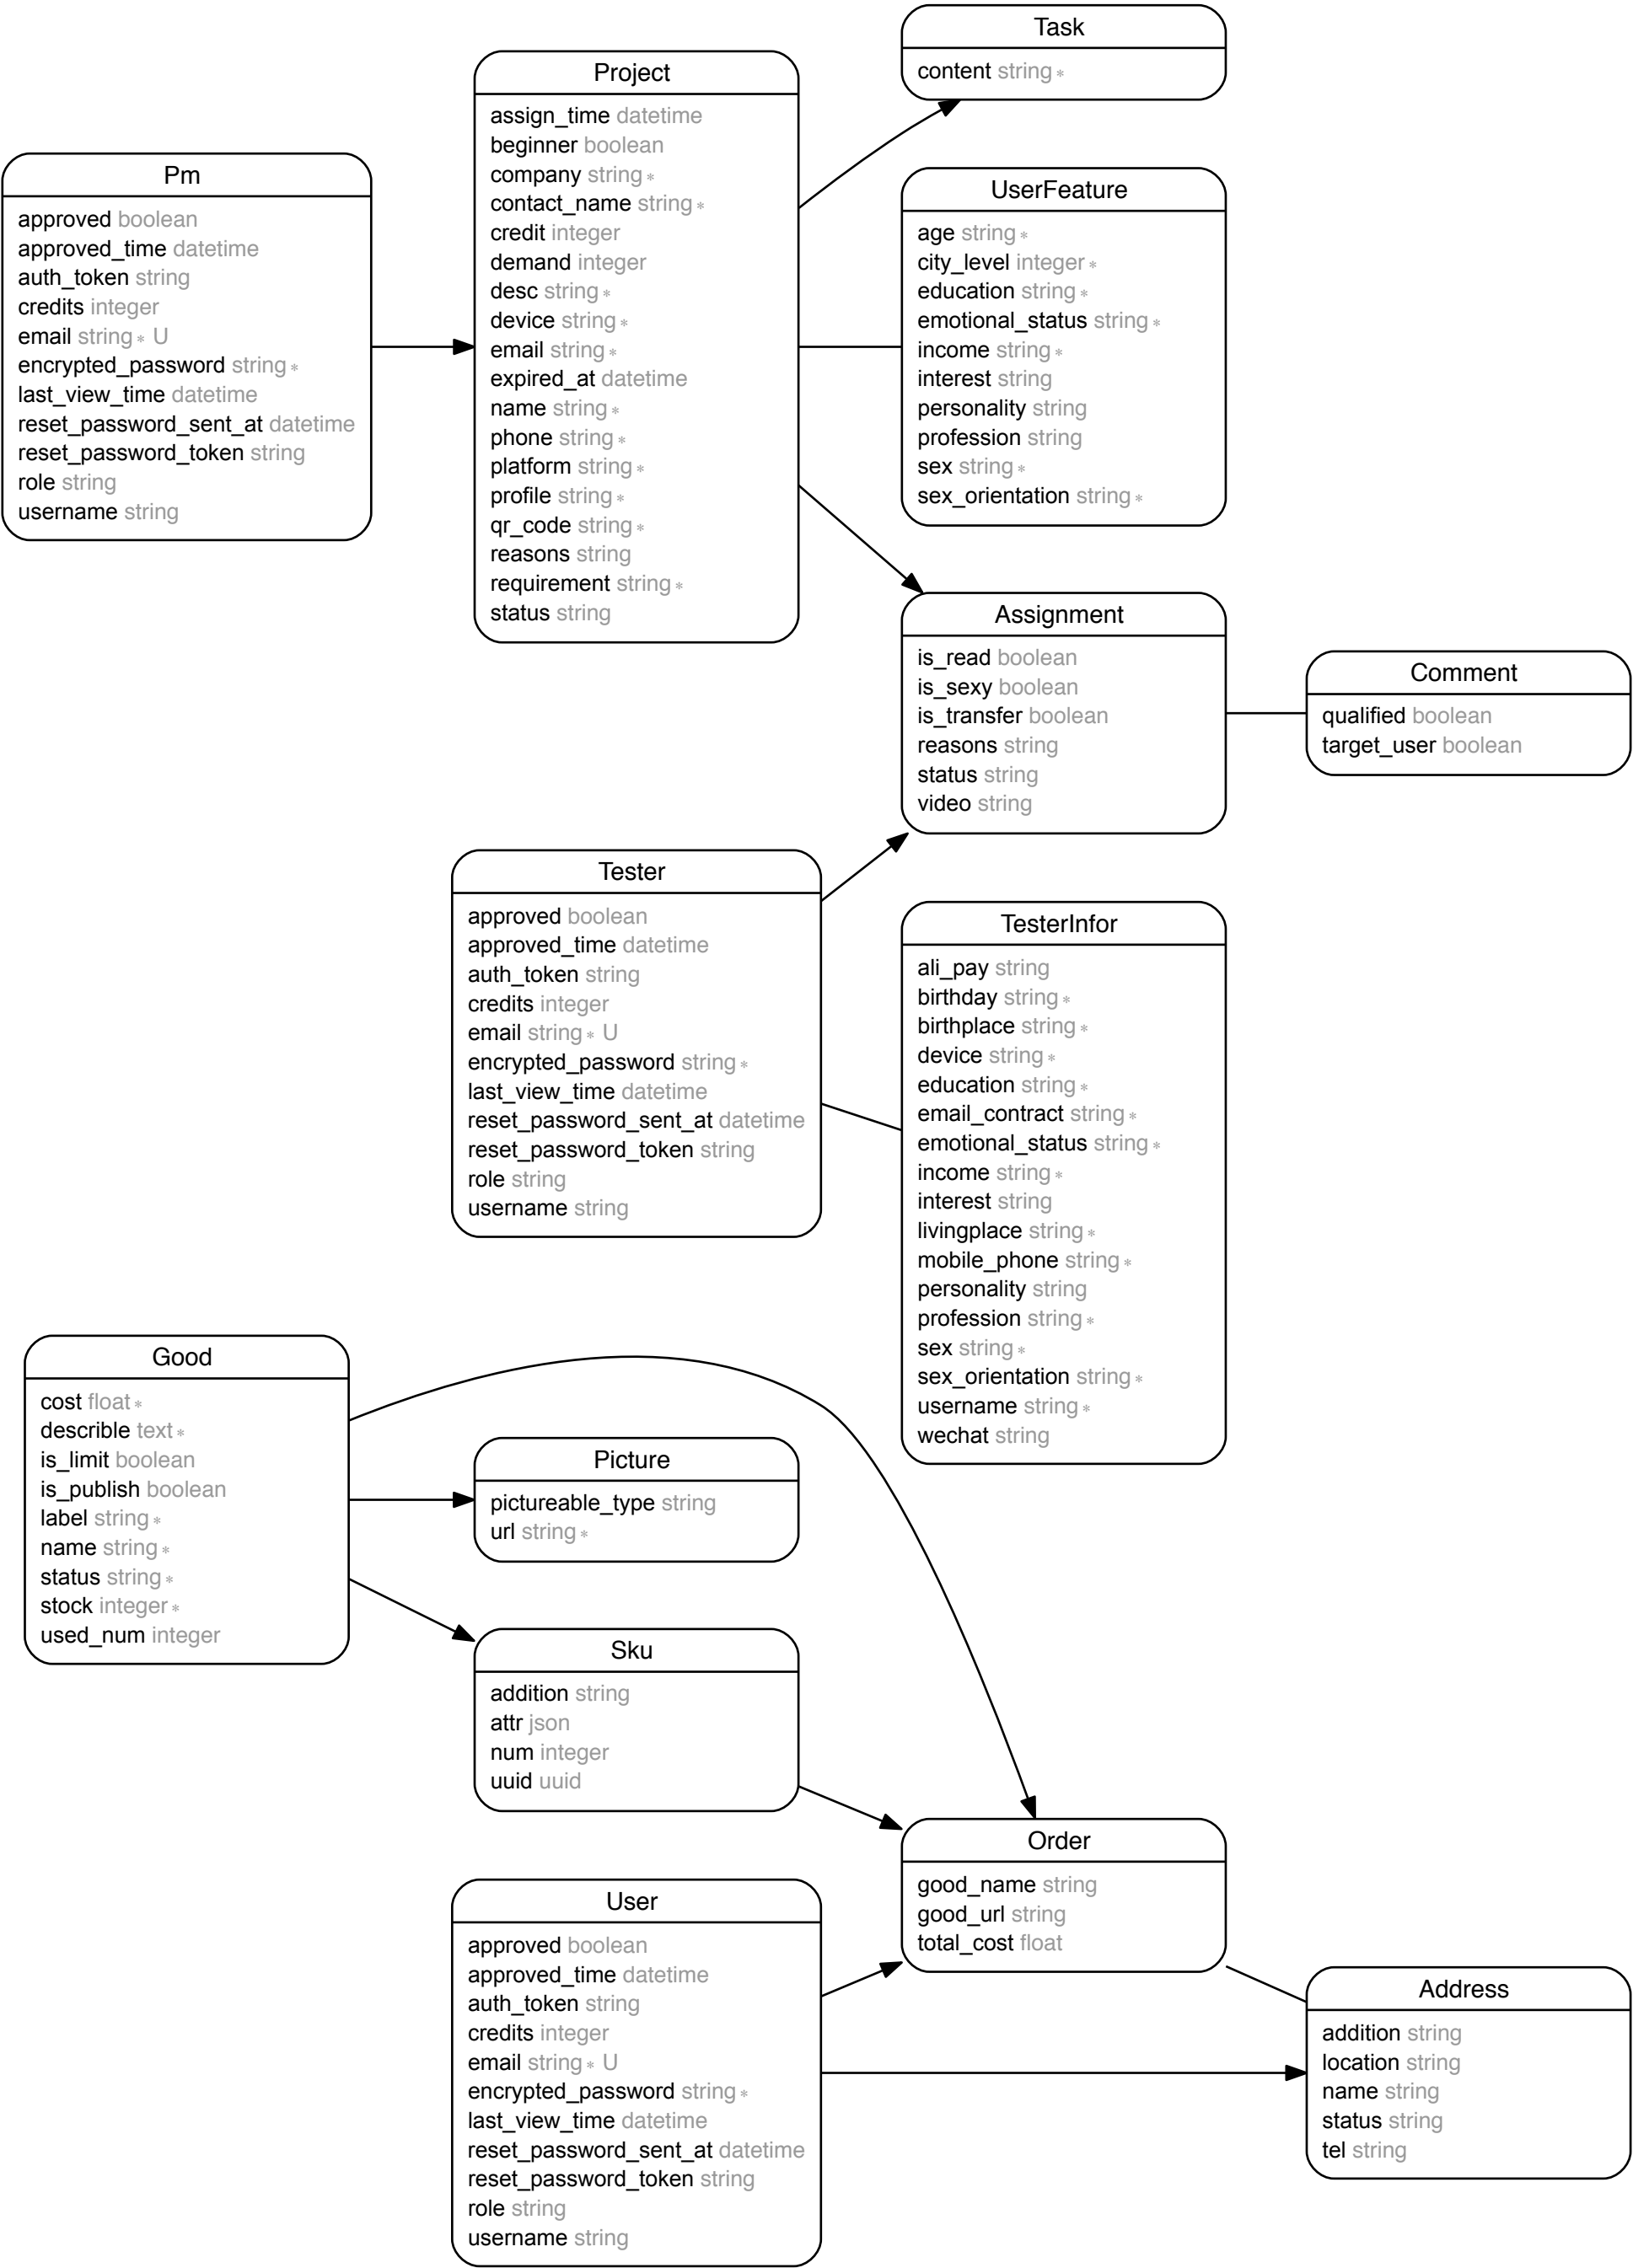 Task
content string ∗
Project
assign_time datetime
beginner boolean
company string ∗
contact_name string ∗
credit integer
demand integer
desc string ∗
device string ∗
email string ∗
expired_at datetime
name string ∗
phone string ∗
platform string ∗
profile string ∗
qr_code string ∗
reasons string
requirement string ∗
status string
Pm
approved boolean
approved_time datetime
auth_token string
credits integer
email string ∗ U
encrypted_password string ∗
last_view_time datetime
reset_password_sent_at datetime
reset_password_token string
role string
username string
UserFeature
age string ∗
city_level integer ∗
education string ∗
emotional_status string ∗
income string ∗
interest string
personality string
profession string
sex string ∗
sex_orientation string ∗
Assignment
is_read boolean
is_sexy boolean
is_transfer boolean
reasons string
status string
video string
Comment
qualified boolean
target_user boolean
Tester
approved boolean
approved_time datetime
auth_token string
credits integer
email string ∗ U
encrypted_password string ∗
last_view_time datetime
reset_password_sent_at datetime
reset_password_token string
role string
username string
TesterInfor
ali_pay string
birthday string ∗
birthplace string ∗
device string ∗
education string ∗
email_contract string ∗
emotional_status string ∗
income string ∗
interest string
livingplace string ∗
mobile_phone string ∗
personality string
profession string ∗
sex string ∗
sex_orientation string ∗
username string ∗
wechat string
Good
cost float ∗
describle text ∗
is_limit boolean
is_publish boolean
label string ∗
name string ∗
status string ∗
stock integer ∗
used_num integer
Picture
pictureable_type string
url string ∗
Sku
addition string
attr json
num integer
uuid uuid
Order
good_name string
good_url string
total_cost float
User
approved boolean
approved_time datetime
auth_token string
credits integer
email string ∗ U
encrypted_password string ∗
last_view_time datetime
reset_password_sent_at datetime
reset_password_token string
role string
username string
Address
addition string
location string
name string
status string
tel string